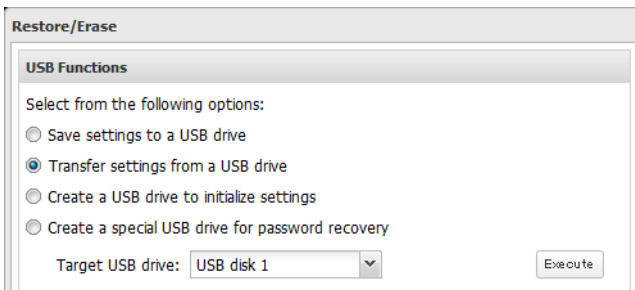 Restore/Erase
USB Functions
Select from the following options:
Save settings to a USB drive
Transfer settings from a USB drive
Create a USB drive to initialize settings
Create a special USB drive for password recovery
Target USB drive: USB disk 1 Execute